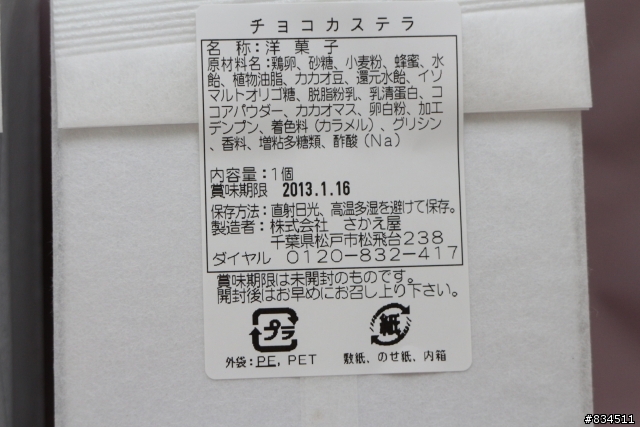 チョコカステラ
名　称：洋　菓　子
原材料名：鶏卵、砂糖、小麦粉、蜂蜜、水
飴、植物油脂、カカオ豆、還元水飴、イソ
マルトオリゴ糖、脱脂粉乳、乳清蛋白、コ
コアパウダー、カカオマス、卵白粉、加工
デンプン、着色料（カラメル）、グリシン
、香料、増粘多糖類、酢酸（Na）
内容量：1個
賞味期限　2013.1.16
保存方法：直射日光、高温多湿を避けて保存。
製造者：株式会社　さかえ屋
千葉県松戸市松飛台238
ダイヤル　0120-832-417
賞味期限は未開封のものです。
開封後はお早めにお召し上り下さい。
プラ　紙
外袋：PE, PET　敷紙、のせ紙、内箱
#834511